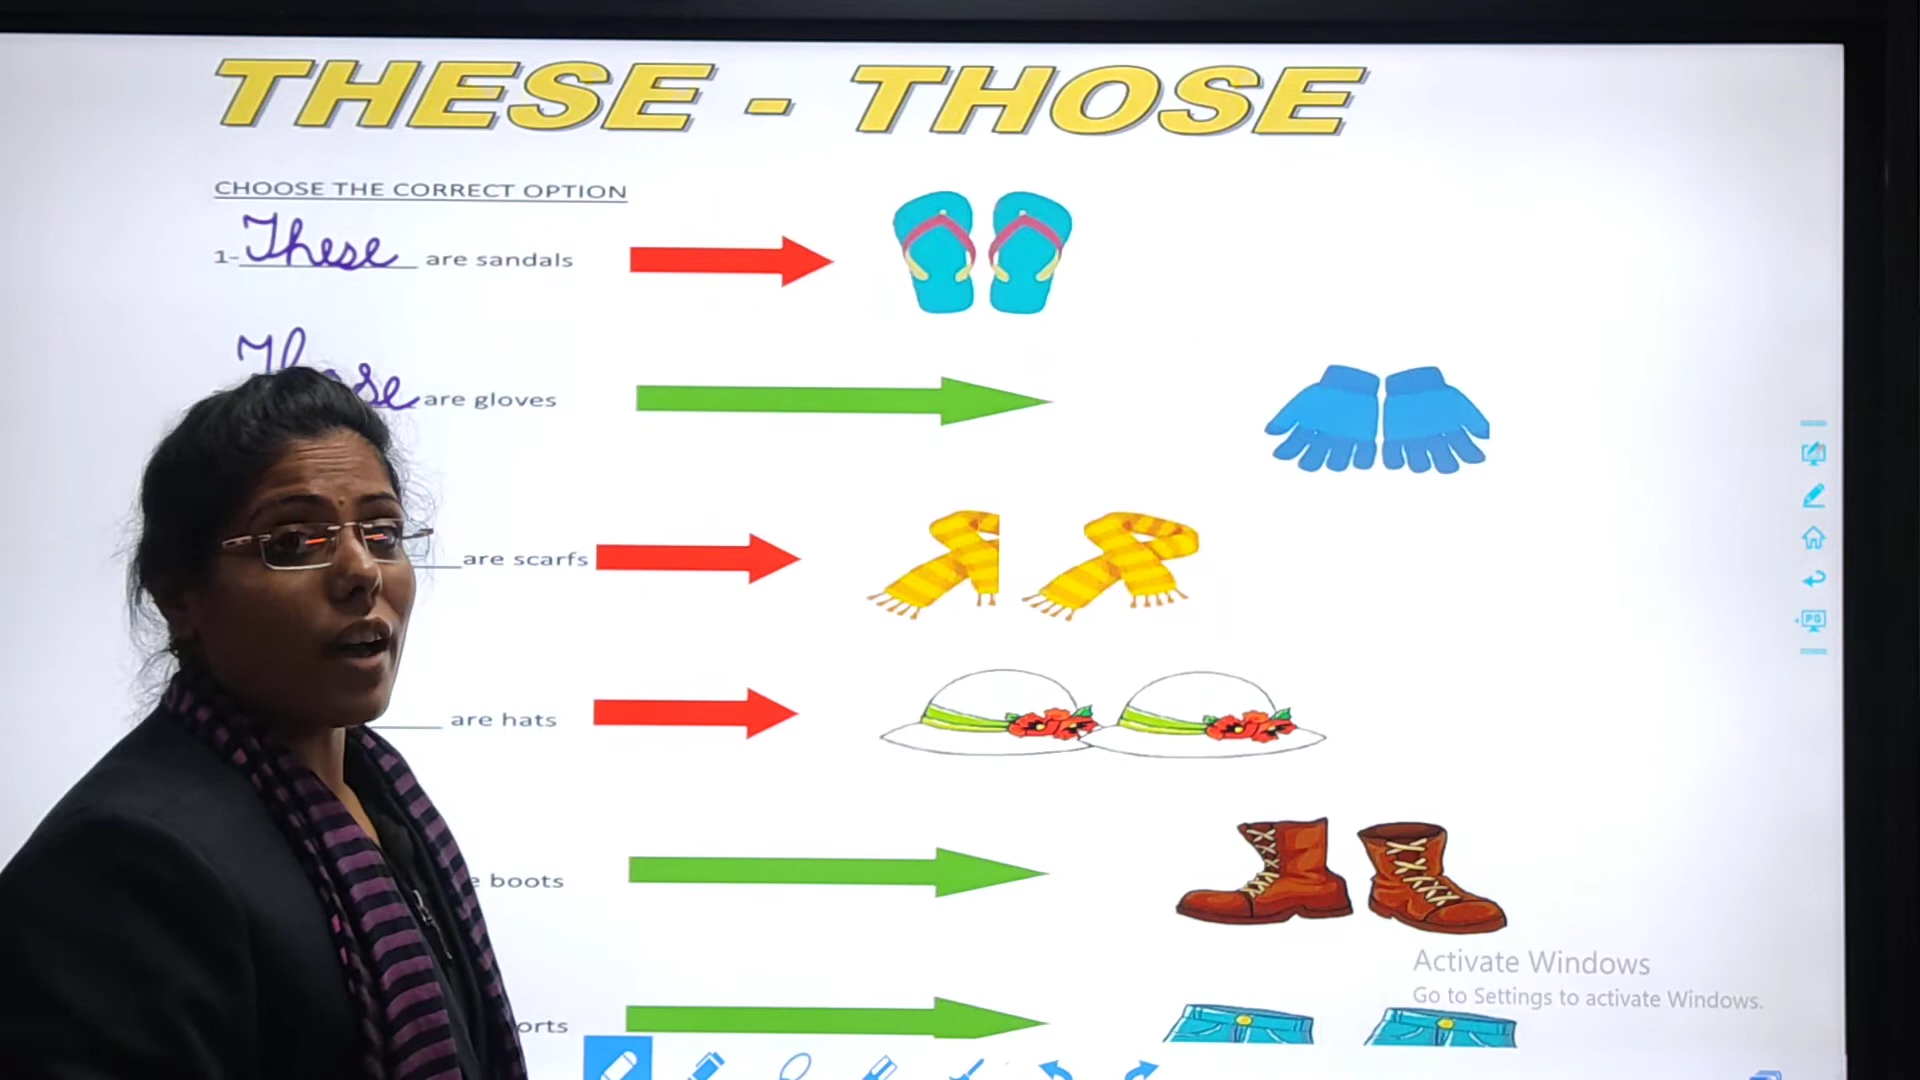 THESE - THOSE
CHOOSE THE CORRECT OPTION
1- These are sandals
are gloves
are scarfs
are hats
boots
Activate Windows
Go to Settings to activate Windows.
PG